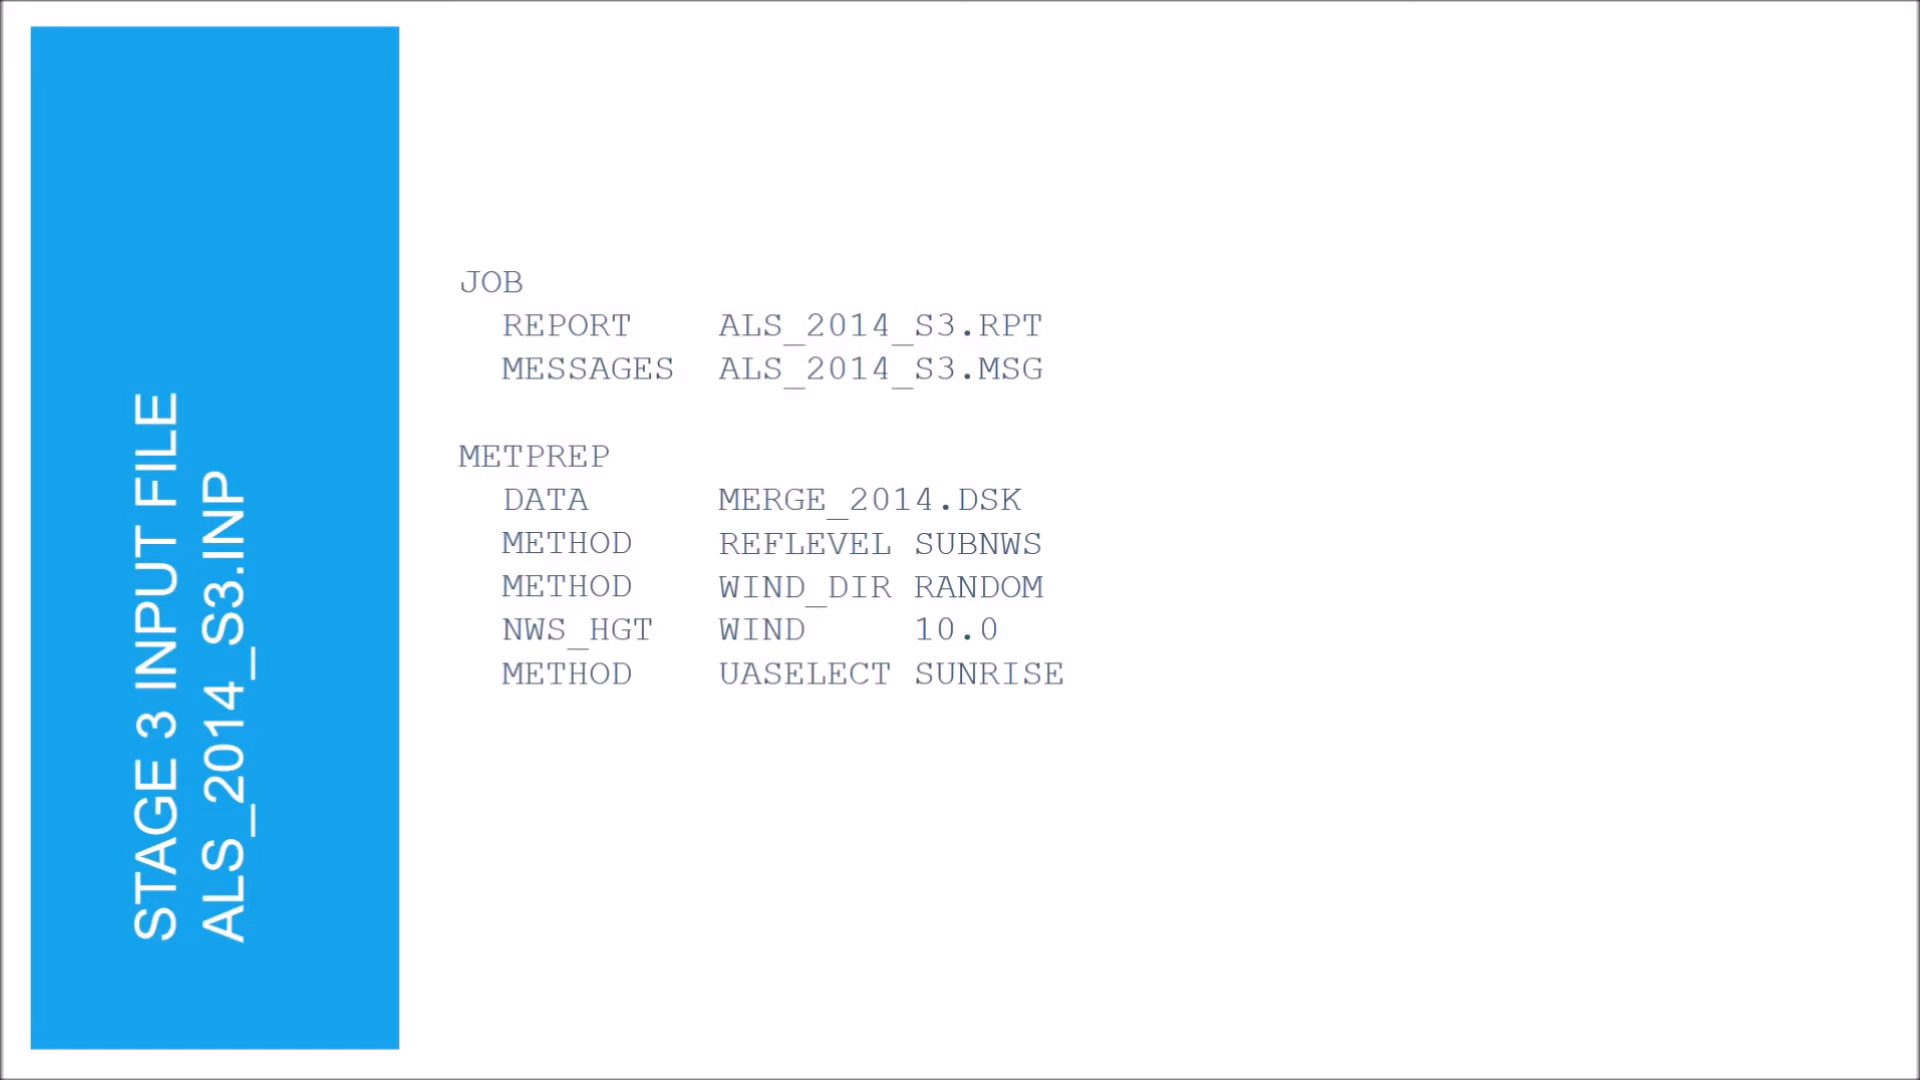 STAGE 3 INPUT FILE
ALS_2014_S3.INP
JOB
REPORT ALS_2014_S3.RPT
MESSAGES ALS_2014_S3.MSG
METPREP
DATA MERGE_2014.DSK
METHOD REFLEVEL SUBNWS
METHOD WIND_DIR RANDOM
NWS_HGT WIND 10.0
METHOD UASELECT SUNRISE